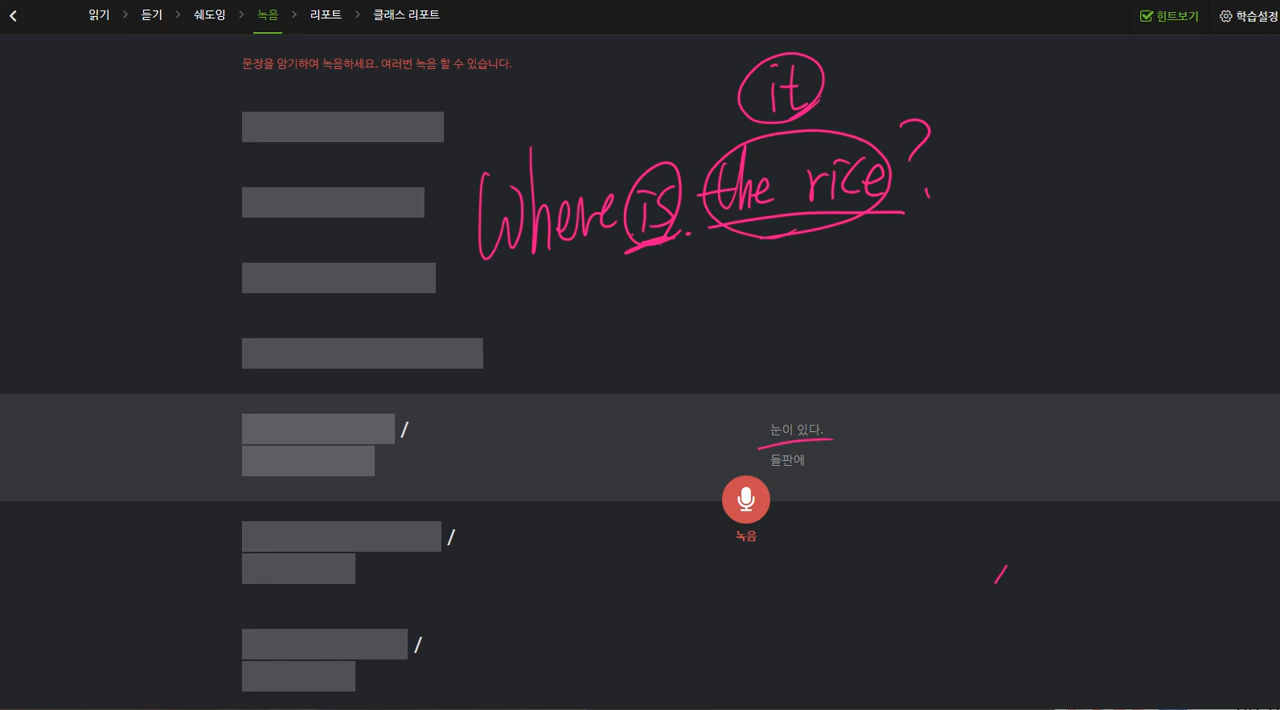 읽기 > 듣기 > 쉐도잉 > 녹음 > 리포트 > 클래스 리포트 힌트보기 학습설정
문장을 암기하여 녹음하세요. 여러번 녹음 할 수 있습니다.
it
Where is the rice?
/ 눈이 있다.
들판에
녹음
/
/